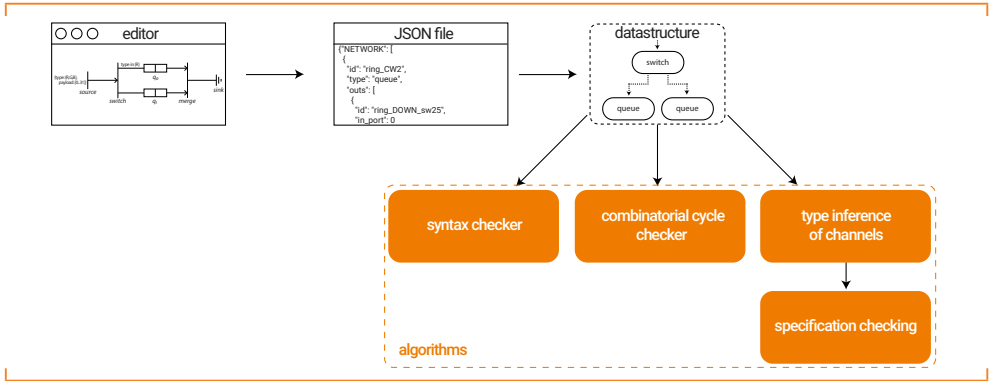 editor
type in {R}
q₀
{type:{R,G,B},
payload:[0..31]}
source
switch
q₁
merge
sink
JSON file
{"NETWORK": [
{
"id": "ring_CW2",
"type": "queue",
"outs": [
{
"id": "ring_DOWN_sw25",
"in_port": 0
datastructure
switch
queue
queue
syntax checker
combinatorial cycle
checker
type inference
of channels
specification checking
algorithms